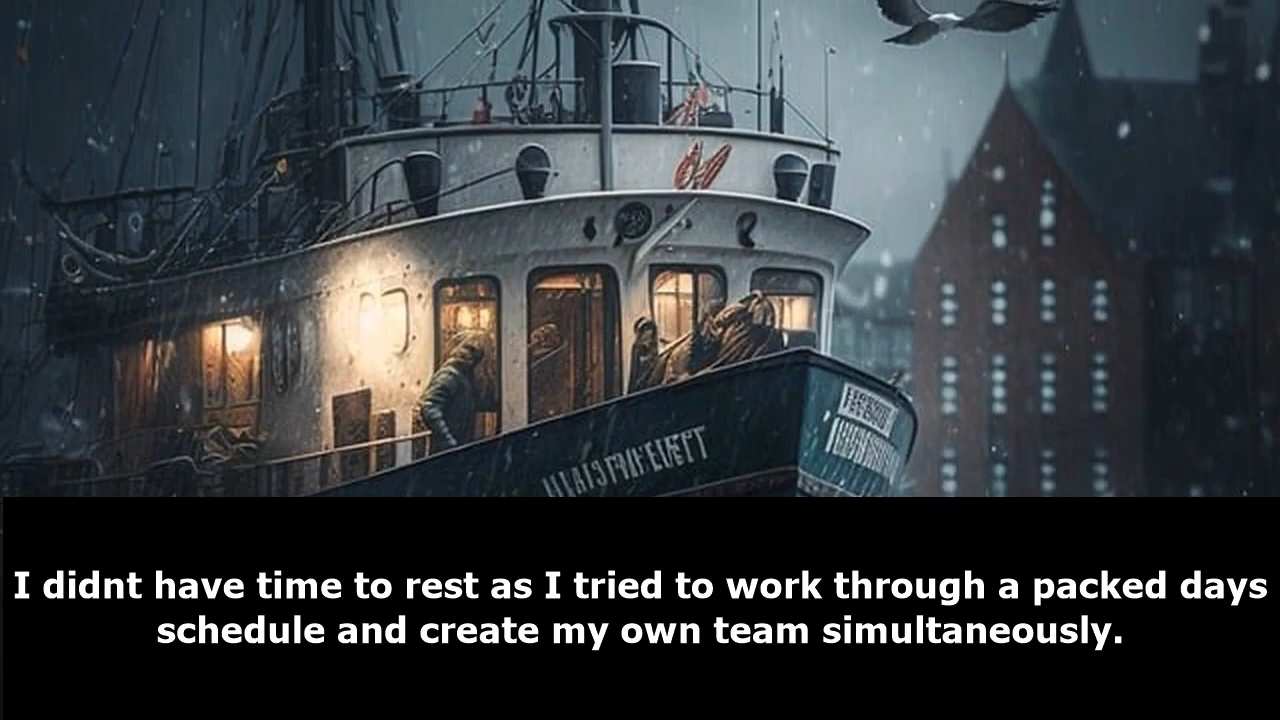 I didnt have time to rest as I tried to work through a packed days
schedule and create my own team simultaneously.